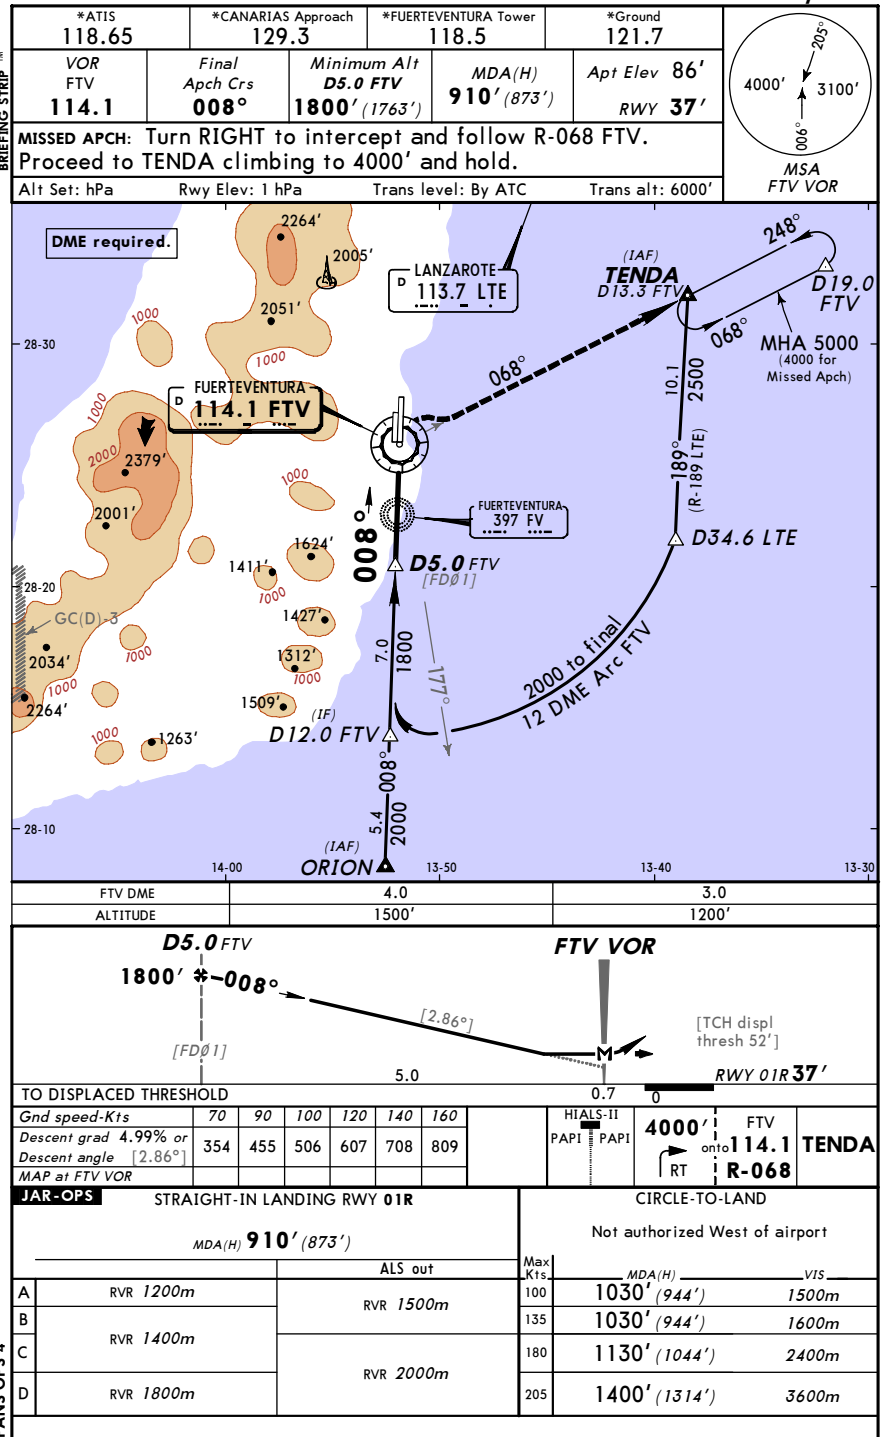 *ATIS
118.65
*CANARIAS Approach
129.3
*FUERTEVENTURA Tower
118.5
*Ground
121.7
BRIEFING STRIP TM
VOR
FTV
114.1
Final
Apch Crs
008°
Minimum Alt
D5.0 FTV
1800' (1763')
MDA(H)
910' (873')
Apt Elev 86'
RWY 37'
205°
4000'
3100'
006°
MSA
FTV VOR
MISSED APCH: Turn RIGHT to intercept and follow R-068 FTV.
Proceed to TENDA climbing to 4000' and hold.
Alt Set: hPa Rwy Elev: 1 hPa Trans level: By ATC Trans alt: 6000'
DME required.
2264'
2005'
2051'
1000
1000
28-30
D LANZAROTE
113.7 LTE
(IAF)
TENDA
D13.3 FTV
248°
D19.0
FTV
068°
MHA 5000
(4000 for
Missed Apch)
068°
10.1
2500
189°
(R-189 LTE)
D FUERTEVENTURA
114.1 FTV
1000
2000
2379'
2001'
1000
1624'
1411'
1000
1427'
1312'
1000
1509'
008°
FUERTEVENTURA
397 FV
D34.6 LTE
D5.0 FTV
[FDØ1]
28-20
GC(D)-3
2034'
1000
1000
2264'
1000
1263'
7.0
1800
177°
2000 to final
12 DME Arc FTV
(IF)
D12.0 FTV
008°
5.4
2000
28-10
(IAF)
ORION
14-00
13-50
13-40
13-30
FTV DME 4.0 3.0
ALTITUDE 1500' 1200'
D5.0 FTV
FTV VOR
1800'
008°
[2.86°]
[TCH displ
thresh 52']
[FDØ1]
M
5.0
RWY 01R 37'
TO DISPLACED THRESHOLD
0.7
0
Gnd speed-Kts 70 90 100 120 140 160
Descent grad 4.99% or
Descent angle [2.86°]
354 455 506 607 708 809
MAP at FTV VOR
HIALS-II
PAPI PAPI
4000'
RT
onto
FTV
114.1
R-068
TENDA
JAR-OPS
STRAIGHT-IN LANDING RWY 01R
MDA(H) 910' (873')
ALS out
A RVR 1200m
B
RVR 1400m
C
D RVR 1800m
RVR 1500m
RVR 2000m
CIRCLE-TO-LAND
Not authorized West of airport
Max
Kts
MDA(H) VIS
100 1030' (944') 1500m
135 1030' (944') 1600m
180 1130' (1044') 2400m
205 1400' (1314') 3600m
PANS OPS 4